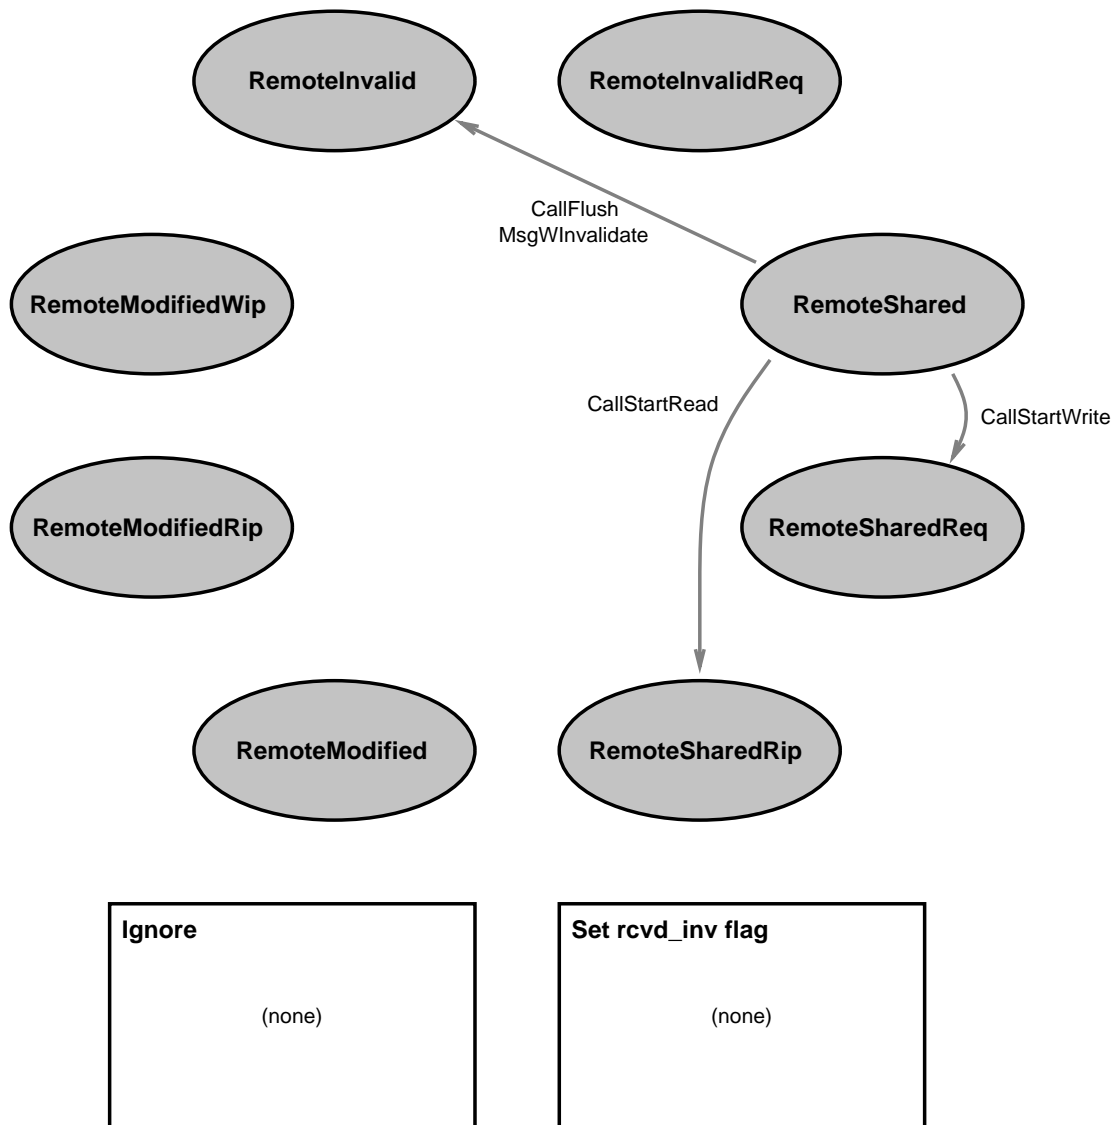 RemoteInvalid
RemoteInvalidReq
CallFlush
MsgWInvalidate
RemoteModifiedWip
RemoteShared
CallStartRead
CallStartWrite
RemoteModifiedRip
RemoteSharedReq
RemoteModified
RemoteSharedRip
Ignore
(none)
Set rcvd_inv flag
(none)